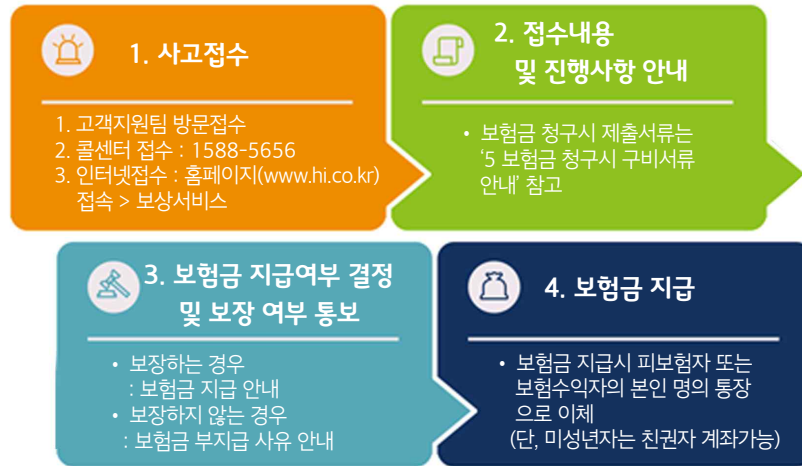 1. 사고접수
1. 고객지원팀 방문접수
2. 콜센터 접수 : 1588-5656
3. 인터넷접수 : 홈페이지(www.hi.co.kr)
접속 > 보상서비스
2. 접수내용
및 진행사항 안내
• 보험금 청구시 제출서류는
'5 보험금 청구시 구비서류
안내' 참고
3. 보험금 지급여부 결정
및 보장 여부 통보
• 보장하는 경우
: 보험금 지급 안내
• 보장하지 않는 경우
: 보험금 부지급 사유 안내
4. 보험금 지급
• 보험금 지급시 피보험자 또는
보험수익자의 본인 명의 통장
으로 이체
(단, 미성년자는 친권자 계좌가능)